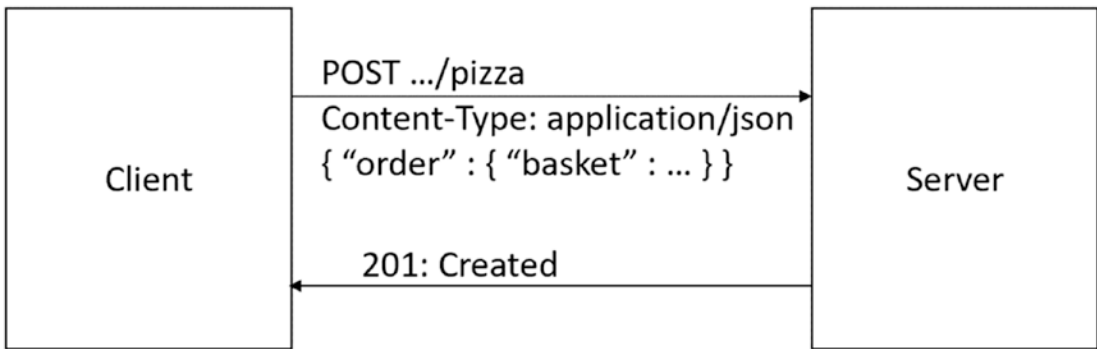 POST …/pizza
Content-Type: application/json
{ “order” : { “basket” : … } }
Client
Server
201: Created